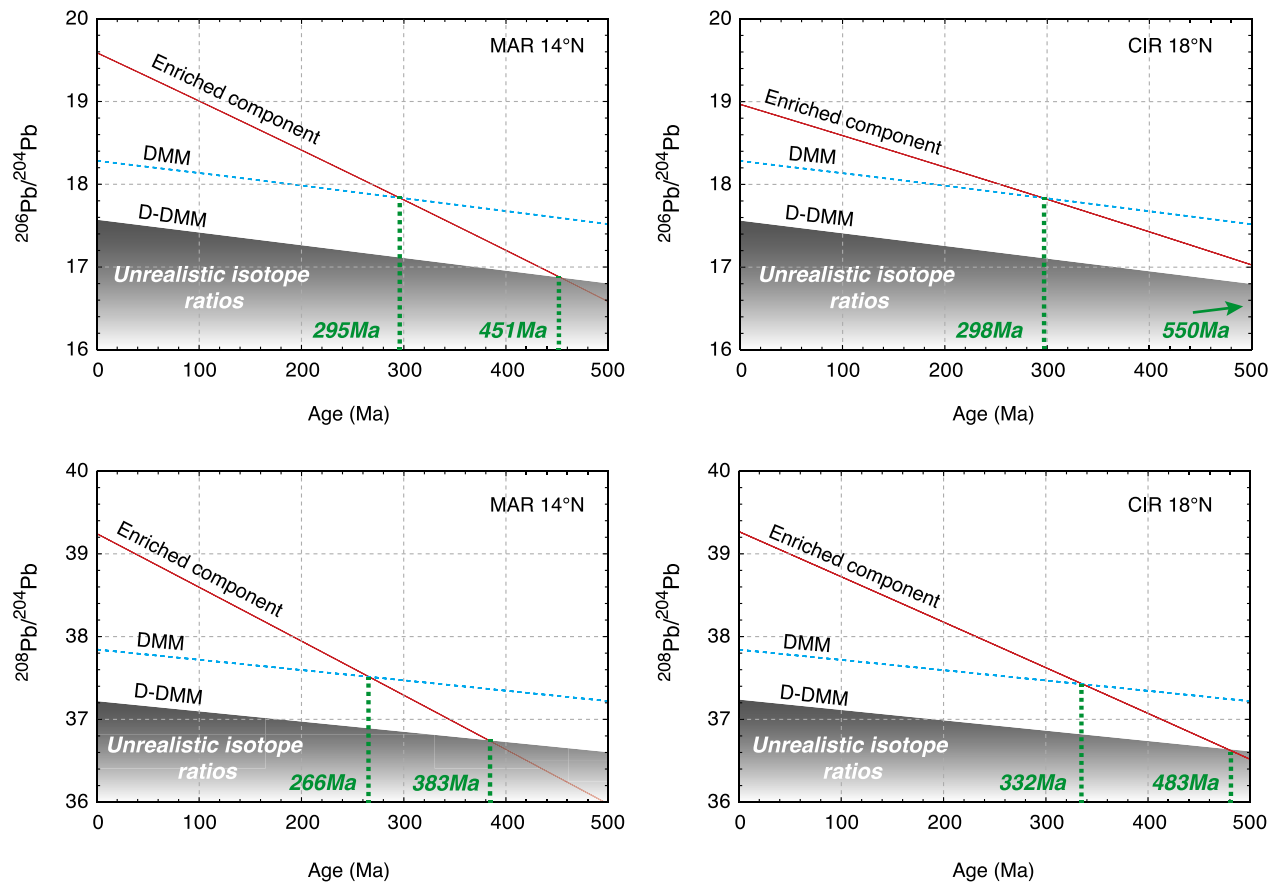 20
19
18
17
16
²⁰⁶Pb/²⁰⁴Pb
MAR 14°N
Enriched component
DMM
D-DMM
Unrealistic isotope
ratios
295Ma
451Ma
0
100
200
300
400
500
Age (Ma)
20
19
18
17
16
²⁰⁶Pb/²⁰⁴Pb
CIR 18°N
Enriched component
DMM
D-DMM
Unrealistic isotope
ratios
298Ma
550Ma
0
100
200
300
400
500
Age (Ma)
40
39
38
37
36
²⁰⁸Pb/²⁰⁴Pb
MAR 14°N
Enriched component
DMM
D-DMM
Unrealistic isotope
ratios
266Ma
383Ma
0
100
200
300
400
500
Age (Ma)
40
39
38
37
36
²⁰⁸Pb/²⁰⁴Pb
CIR 18°N
Enriched component
DMM
D-DMM
Unrealistic isotope
ratios
332Ma
483Ma
0
100
200
300
400
500
Age (Ma)